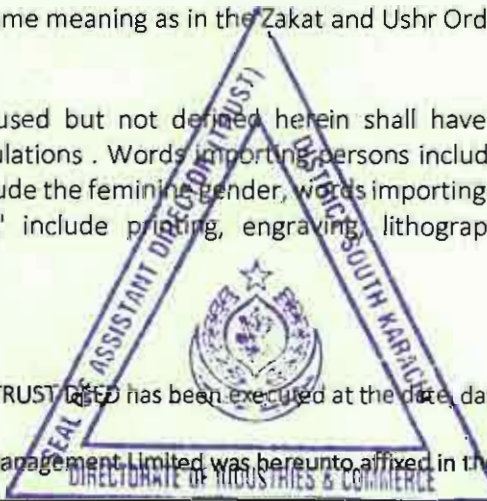 ome meaning as in the Zakat and Ushr Ord
used but not defined herein shall have
ulations . Words importing persons includ
ude the feminine gender, words importing
' include printing, engraving, lithograp
TRUST DEED has been executed at the date, da
anagement Limited was hereunto affixed in th
SEAL OF ASSISTANT DIRECTOR (TRUST)
DISTRICT SOUTH KARACHI
DIRECTORATE OF INDUSTRIES & COMMERCE